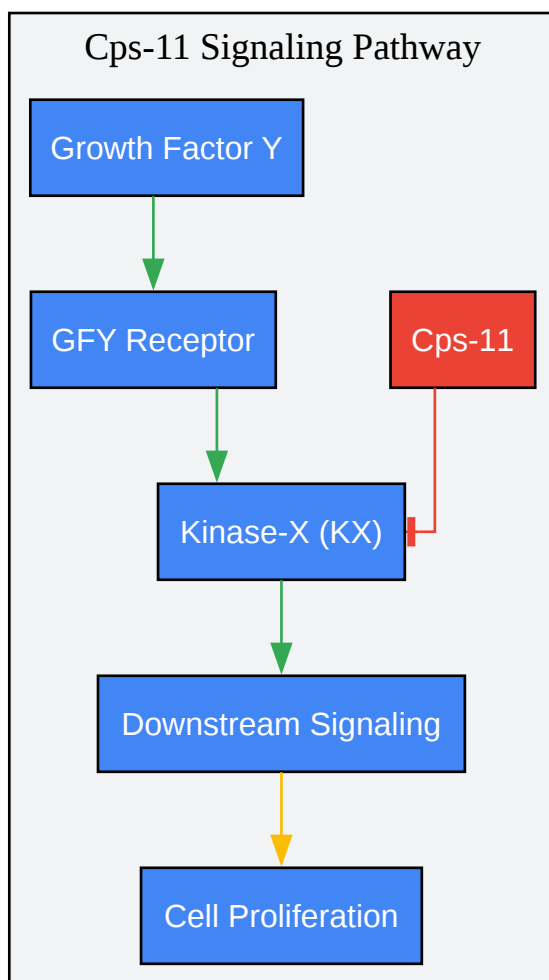 Cps-11 Signaling Pathway
Growth Factor Y
GFY Receptor
Cps-11
Kinase-X (KX)
Downstream Signaling
Cell Proliferation